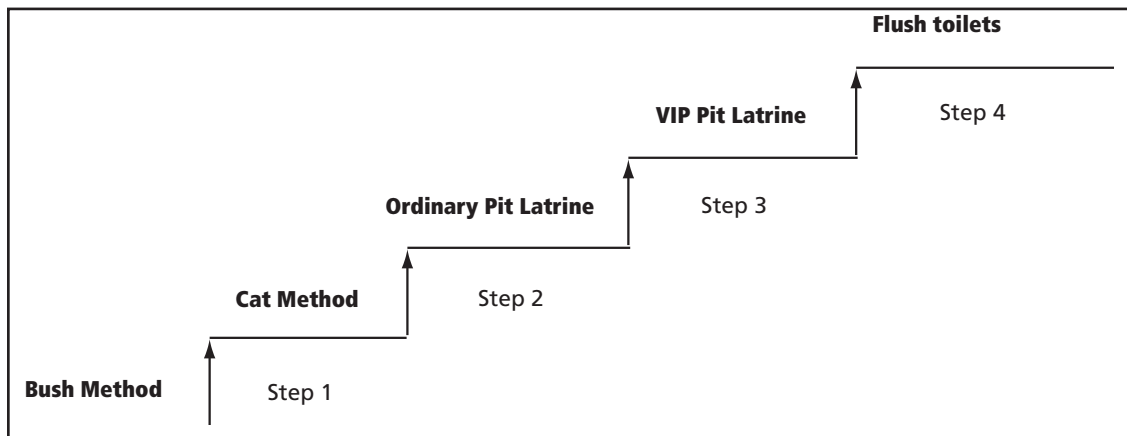 Flush toilets
VIP Pit Latrine
Step 4
Ordinary Pit Latrine
Step 3
Cat Method
Step 2
Bush Method
Step 1